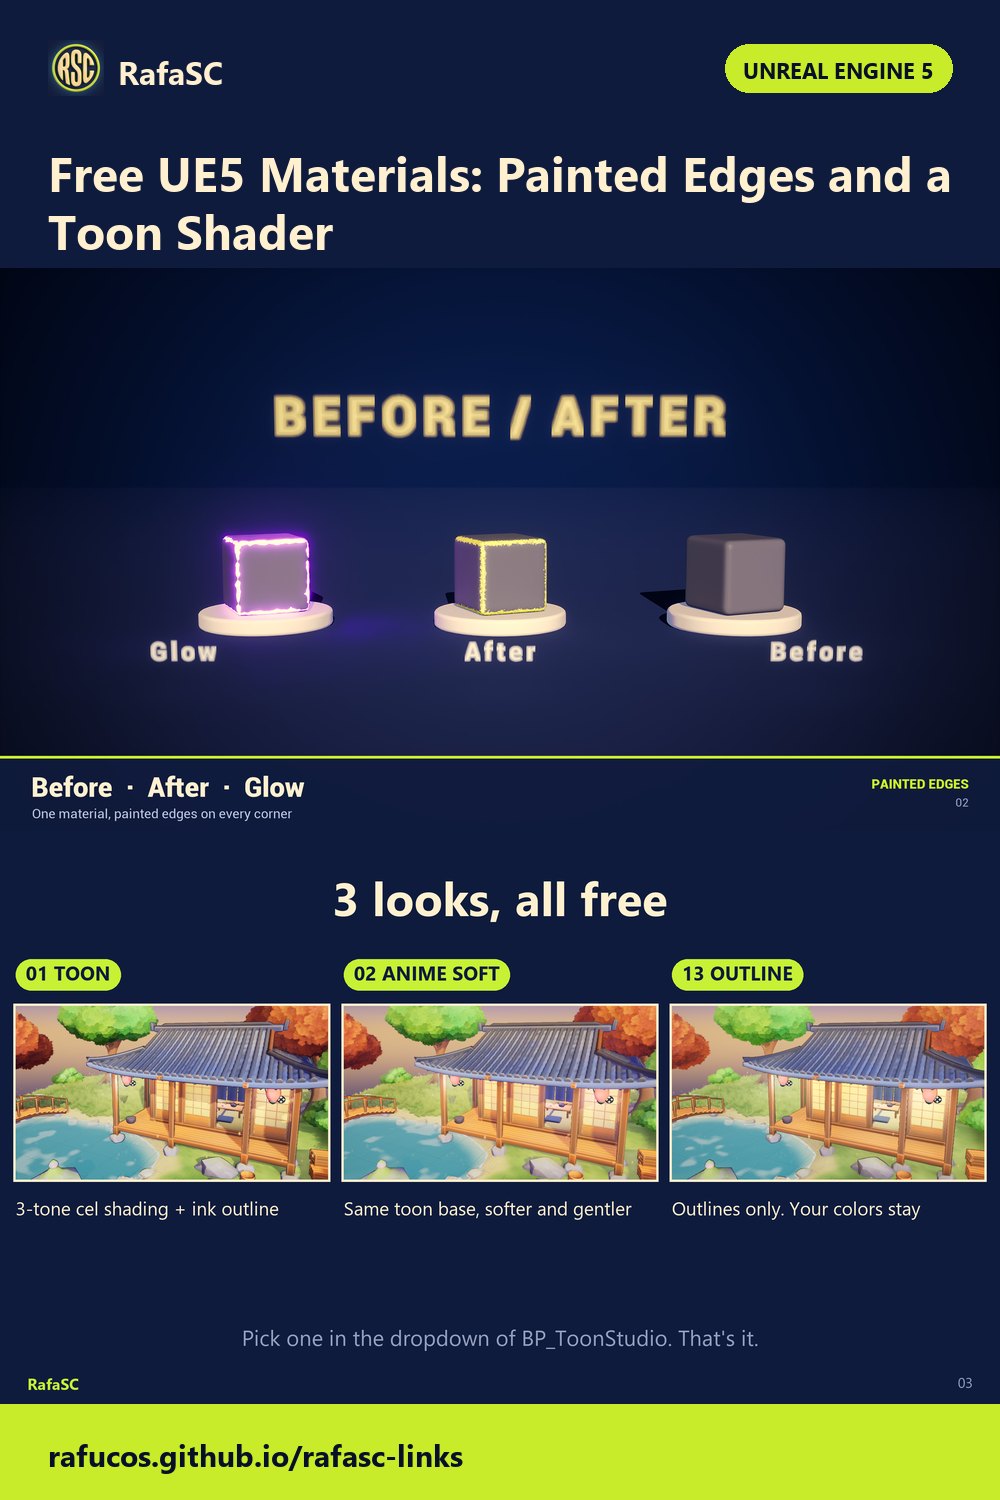 RSC
RafaSC
UNREAL ENGINE 5
Free UE5 Materials: Painted Edges and a
Toon Shader
BEFORE / AFTER
Glow
After
Before
Before · After · Glow
One material, painted edges on every corner
PAINTED EDGES
02
3 looks, all free
01 TOON
02 ANIME SOFT
13 OUTLINE
3-tone cel shading + ink outline
Same toon base, softer and gentler
Outlines only. Your colors stay
Pick one in the dropdown of BP_ToonStudio. That's it.
RafaSC
03
rafucos.github.io/rafasc-links